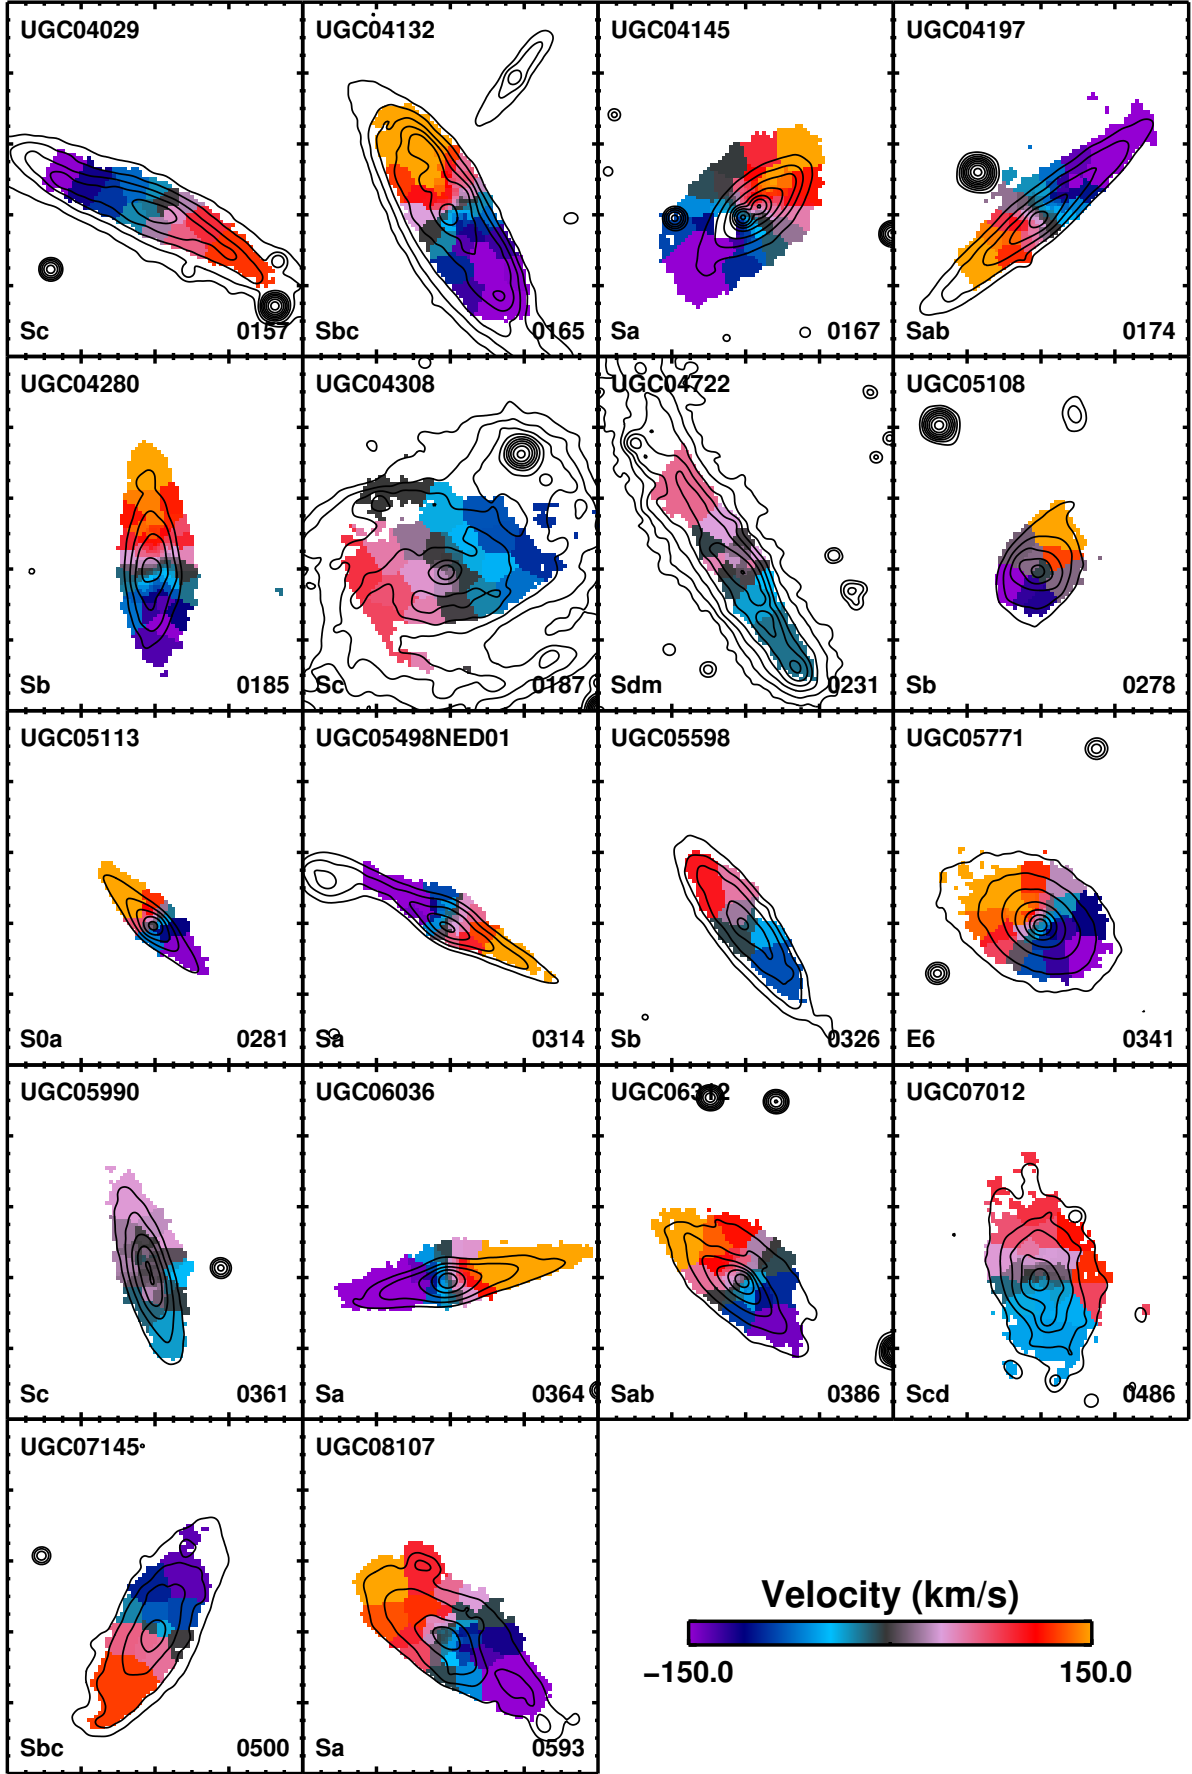 UGC04029 UGC04132 UGC04145 UGC04197
Sc 0157 Sbc 0165 Sa 0167 Sab 0174
UGC04280 UGC04308 UGC04722 UGC05108
Sb 0185 Sc 0187 Sdm 0231 Sb 0278
UGC05113 UGC05498NED01 UGC05598 UGC05771
S0a 0281 Sa 0314 Sb 0326 E6 0341
UGC05990 UGC06036 UGC06312 UGC07012
Sc 0361 Sa 0364 Sab 0386 Scd 0486
UGC07145 UGC08107
Velocity (km/s)
−150.0 150.0
Sbc 0500 Sa 0593